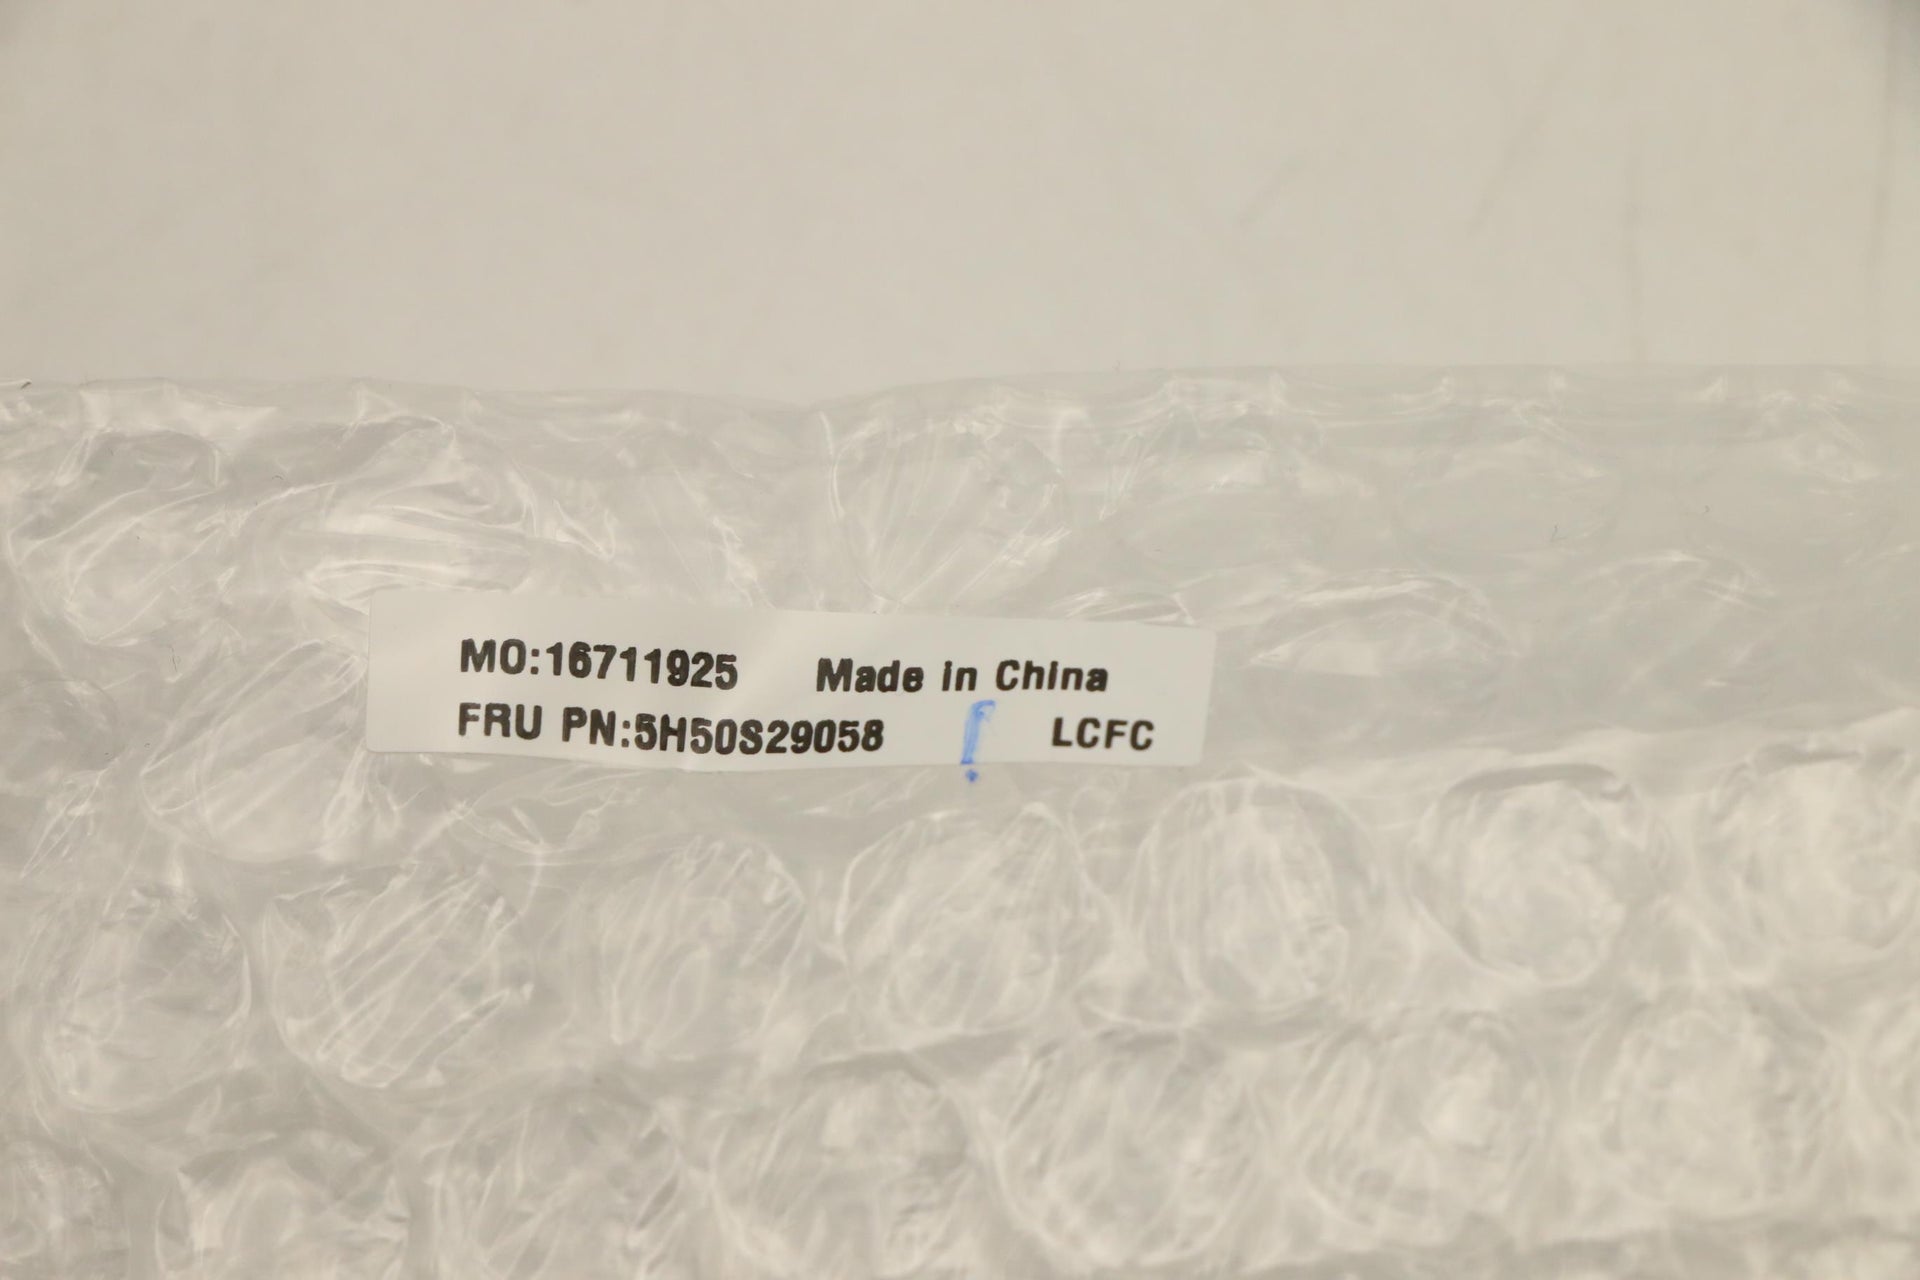 MO:16711925 Made in China
FRU PN:5H50S29058 ! LCFC